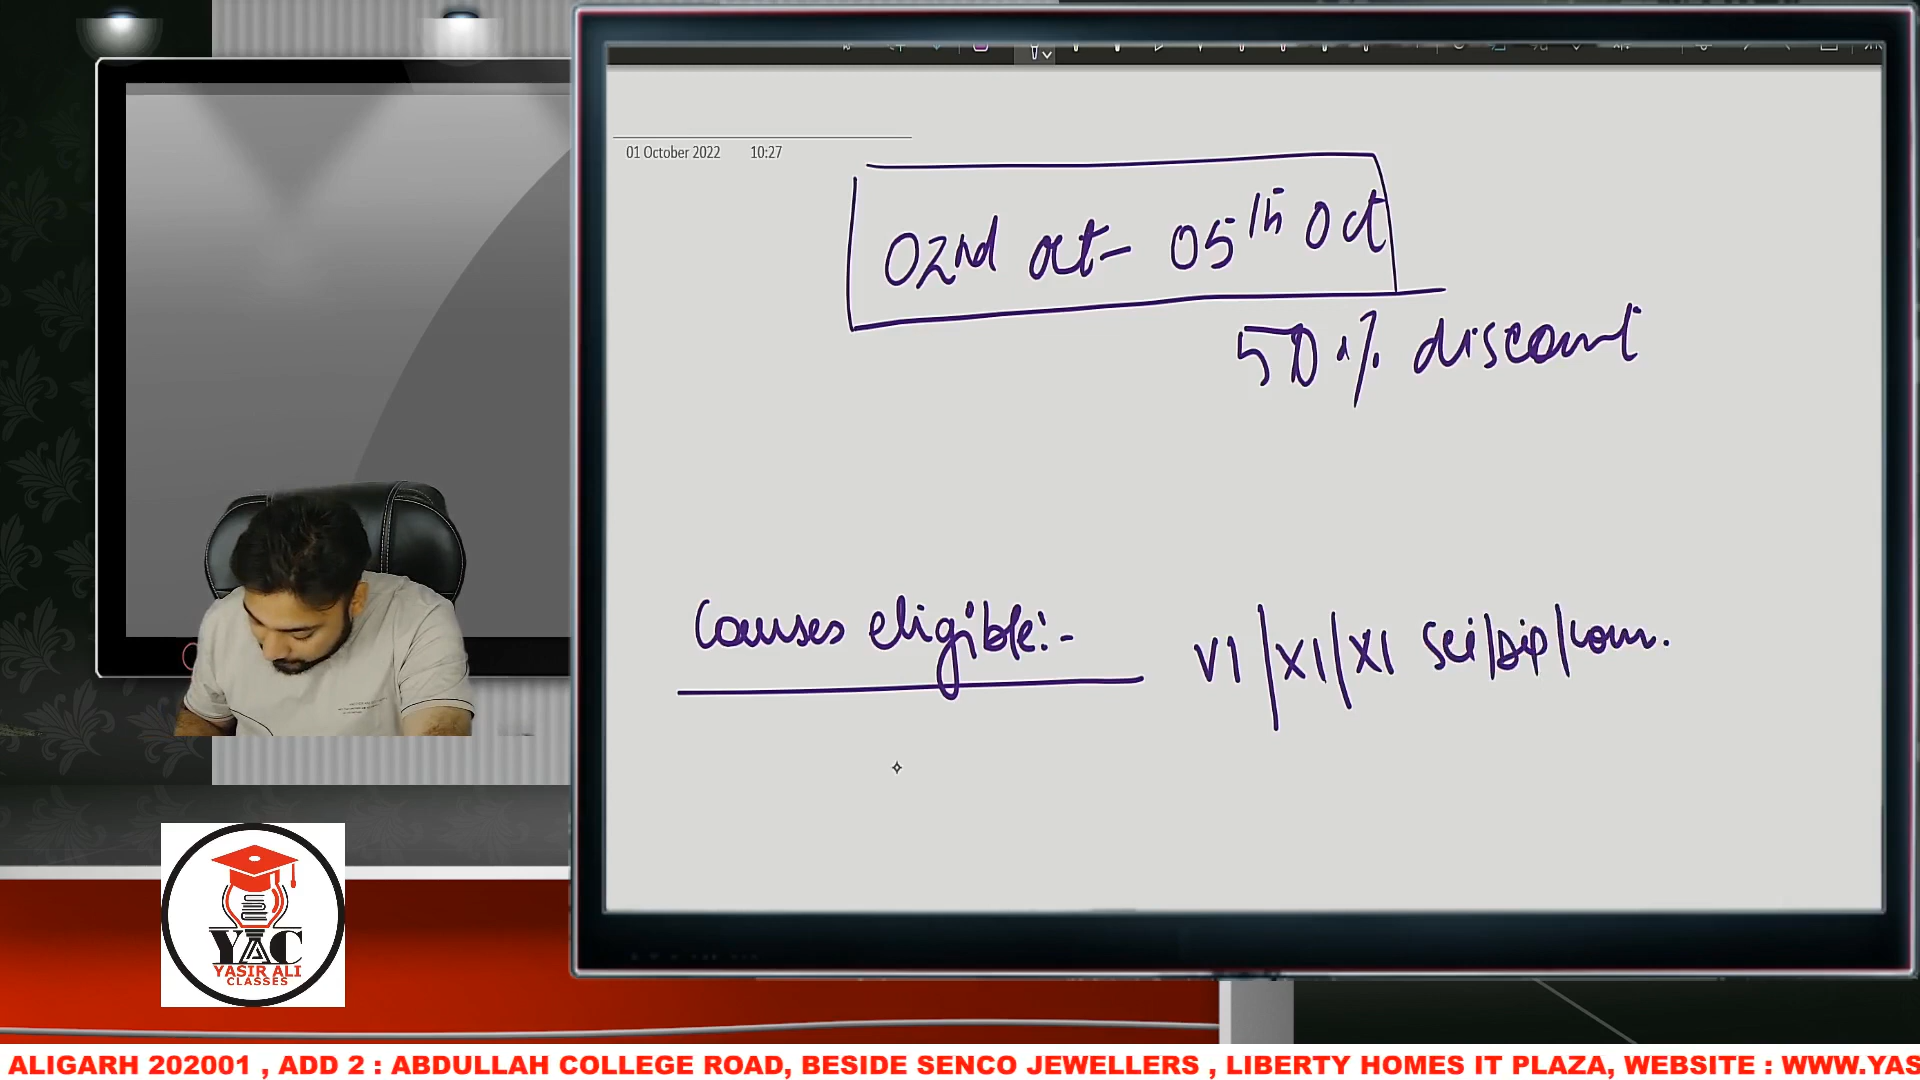 01 October 2022 10:27
02nd oct- 05th Oct
50% discount
Courses eligible:- VI/XI/XI Sci/Dip/Com.
YAC
YASIR ALI
CLASSES
ALIGARH 202001 , ADD 2 : ABDULLAH COLLEGE ROAD, BESIDE SENCO JEWELLERS , LIBERTY HOMES IT PLAZA, WEBSITE : WWW.YAS